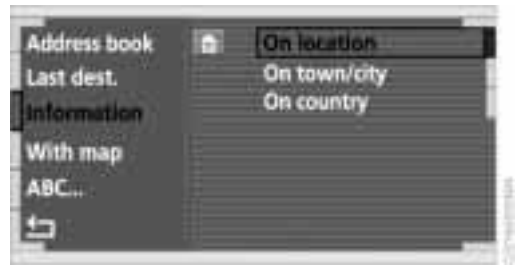 Address book
Last dest.
Information
With map
ABC...
On location
On town/city
On country